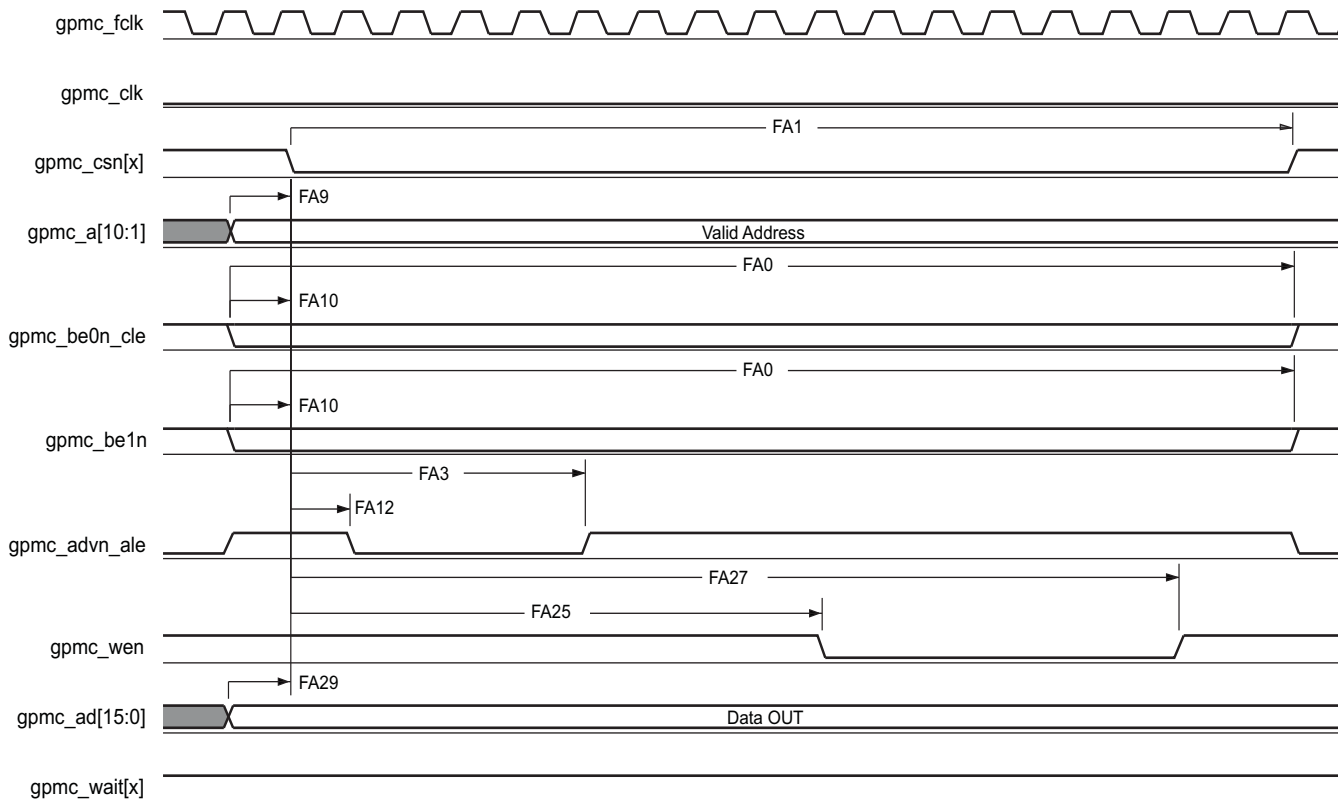 gpmc_fclk
gpmc_clk
FA1
gpmc_csn[x]
FA9
gpmc_a[10:1]
Valid Address
FA0
FA10
gpmc_be0n_cle
FA0
FA10
gpmc_be1n
FA3
FA12
gpmc_advn_ale
FA27
FA25
gpmc_wen
FA29
gpmc_ad[15:0]
Data OUT
gpmc_wait[x]